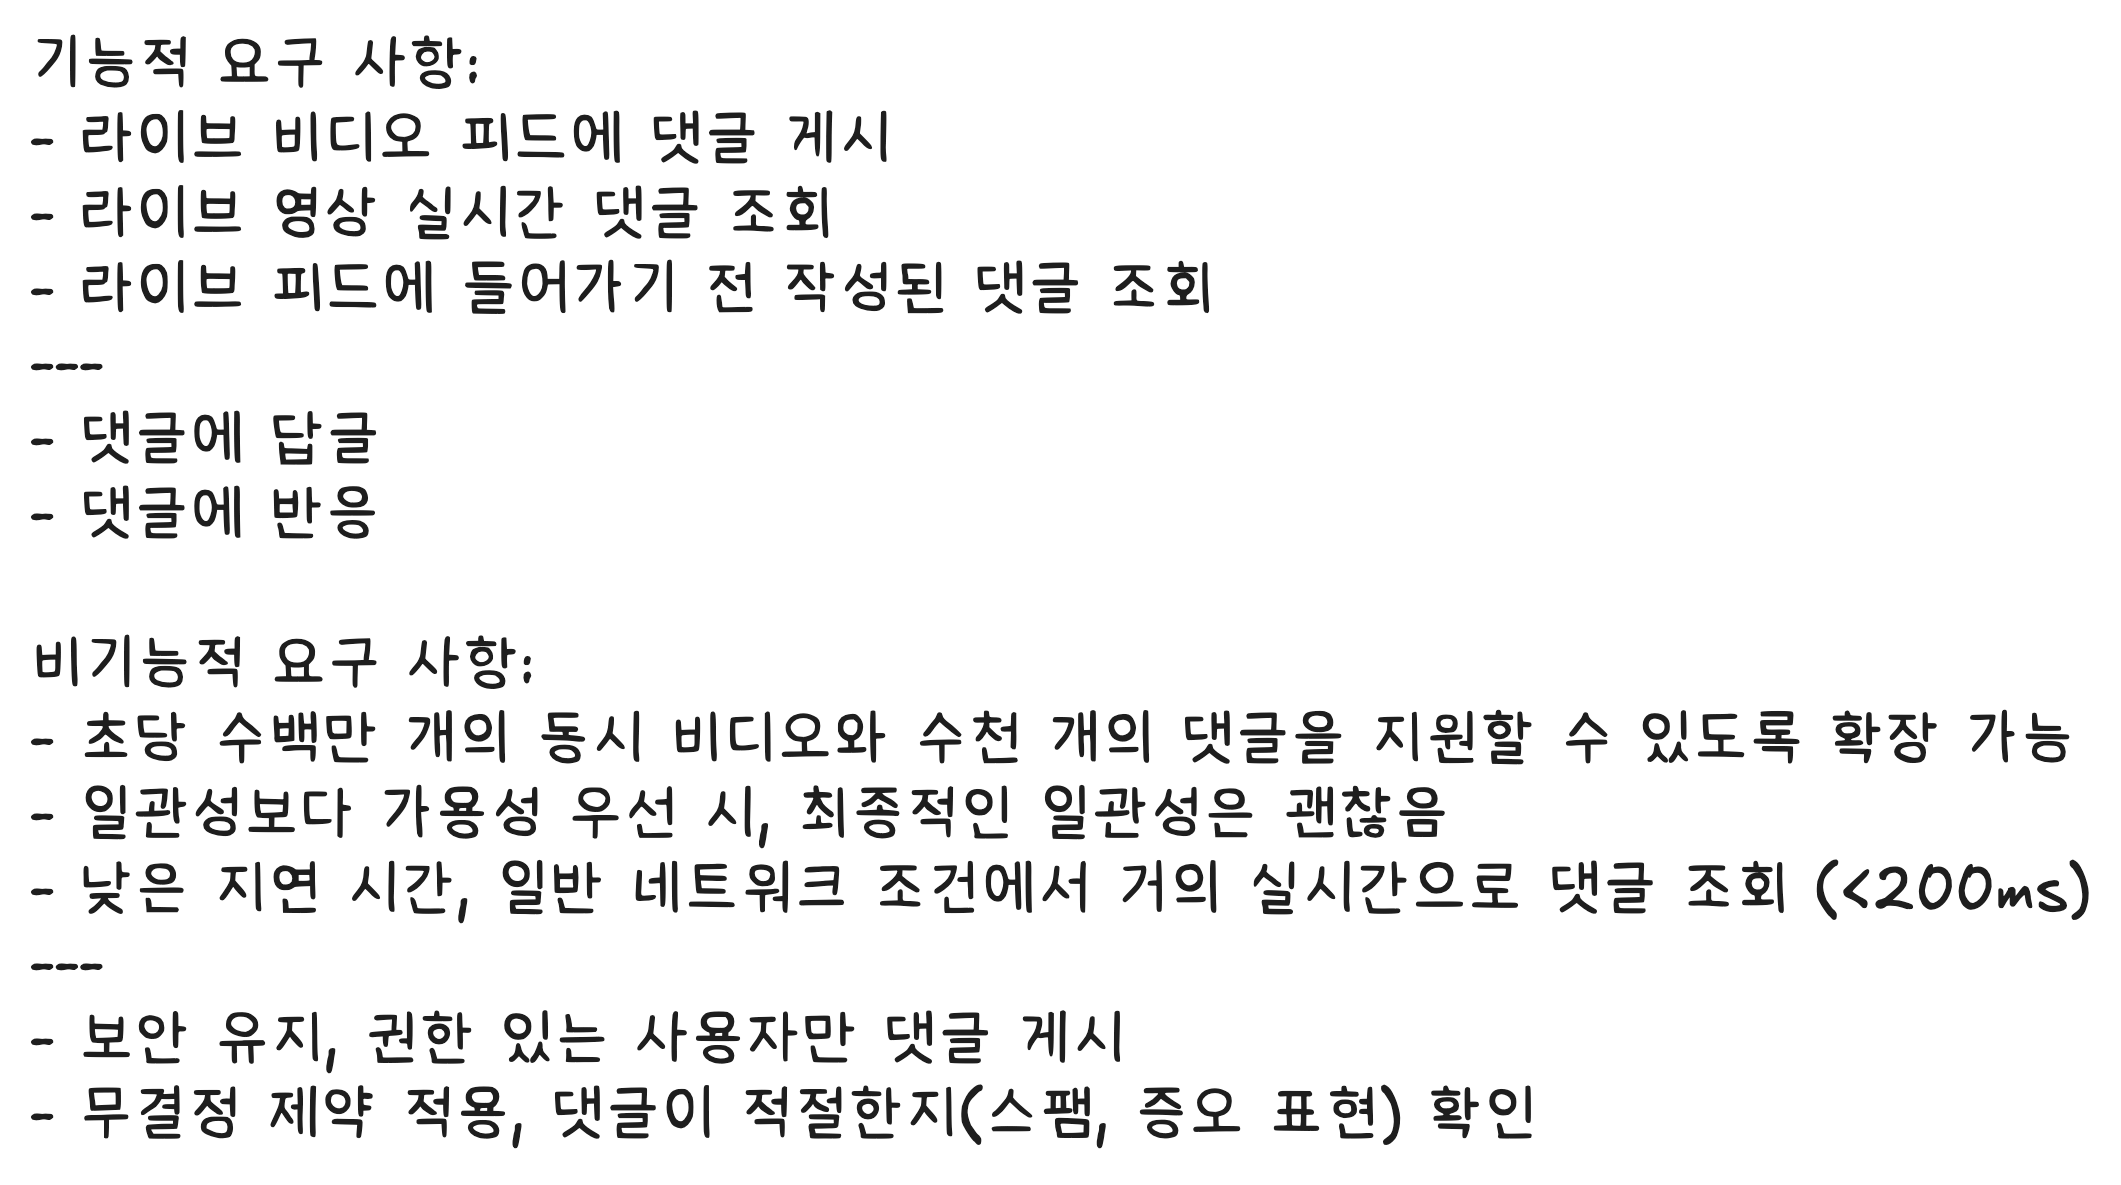 기능적 요구 사항:
- 라이브 비디오 피드에 댓글 게시
- 라이브 영상 실시간 댓글 조회
- 라이브 피드에 들어가기 전 작성된 댓글 조회
---
- 댓글에 답글
- 댓글에 반응
비기능적 요구 사항:
- 초당 수백만 개의 동시 비디오와 수천 개의 댓글을 지원할 수 있도록 확장 가능
- 일관성보다 가용성 우선 시, 최종적인 일관성은 괜찮음
- 낮은 지연 시간, 일반 네트워크 조건에서 거의 실시간으로 댓글 조회 (<200ms)
---
- 보안 유지, 권한 있는 사용자만 댓글 게시
- 무결정 제약 적용, 댓글이 적절한지(스팸, 증오 표현) 확인